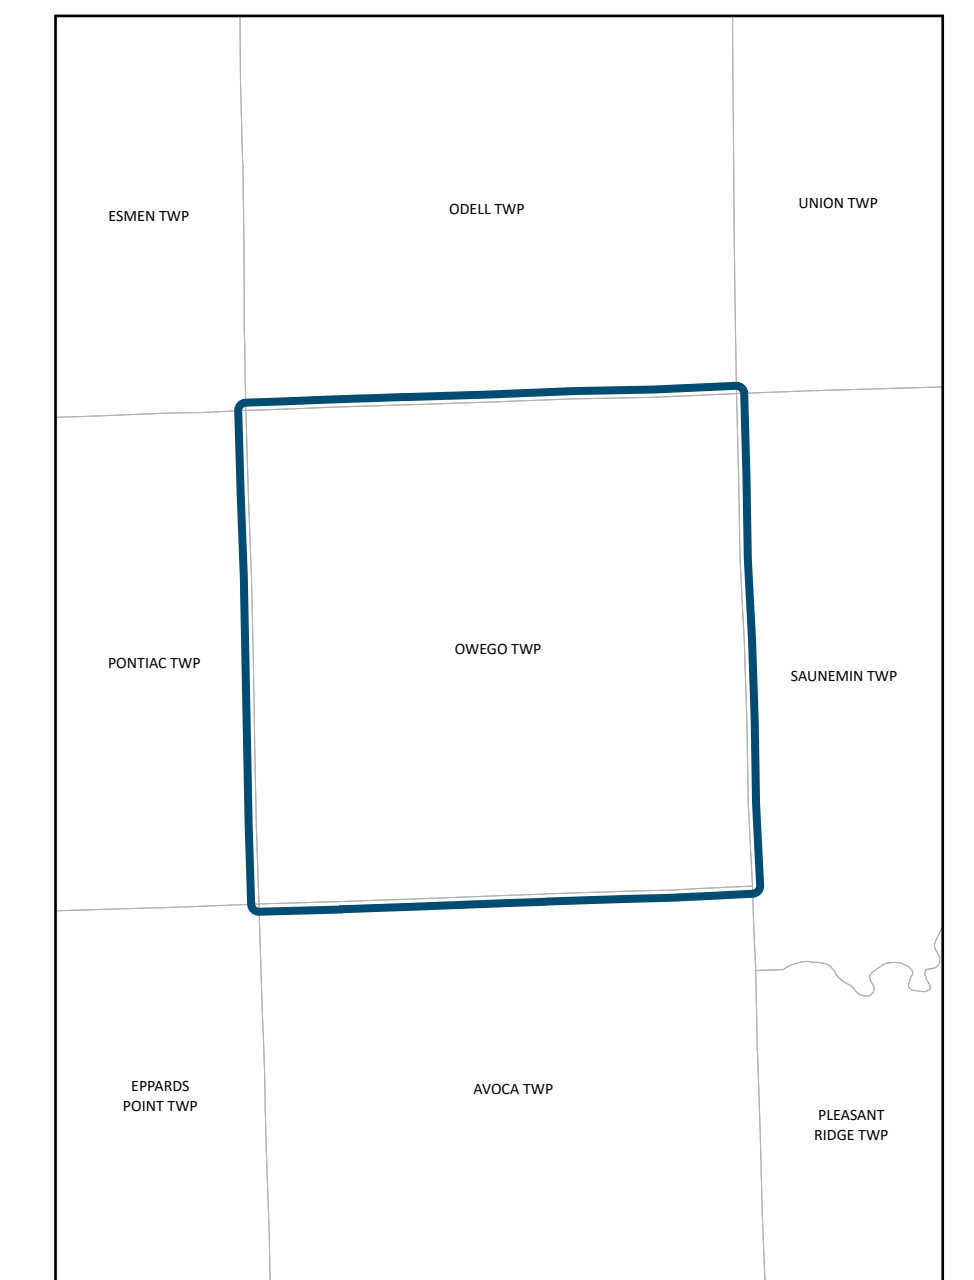 ESMEN TWP
ODELL TWP
UNION TWP
PONTIAC TWP
OWEGO TWP
SAUNEMIN TWP
EPPARDS
POINT TWP
AVOCA TWP
PLEASANT
RIDGE TWP